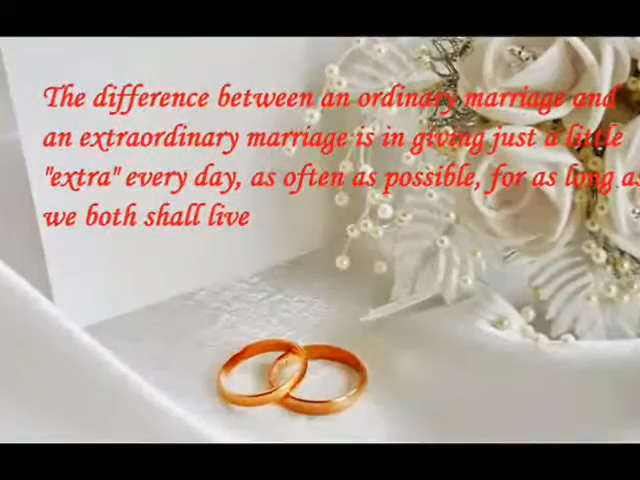 The difference between an ordinary marriage and
an extraordinary marriage is in giving just a little
"extra" every day, as often as possible, for as long as
we both shall live